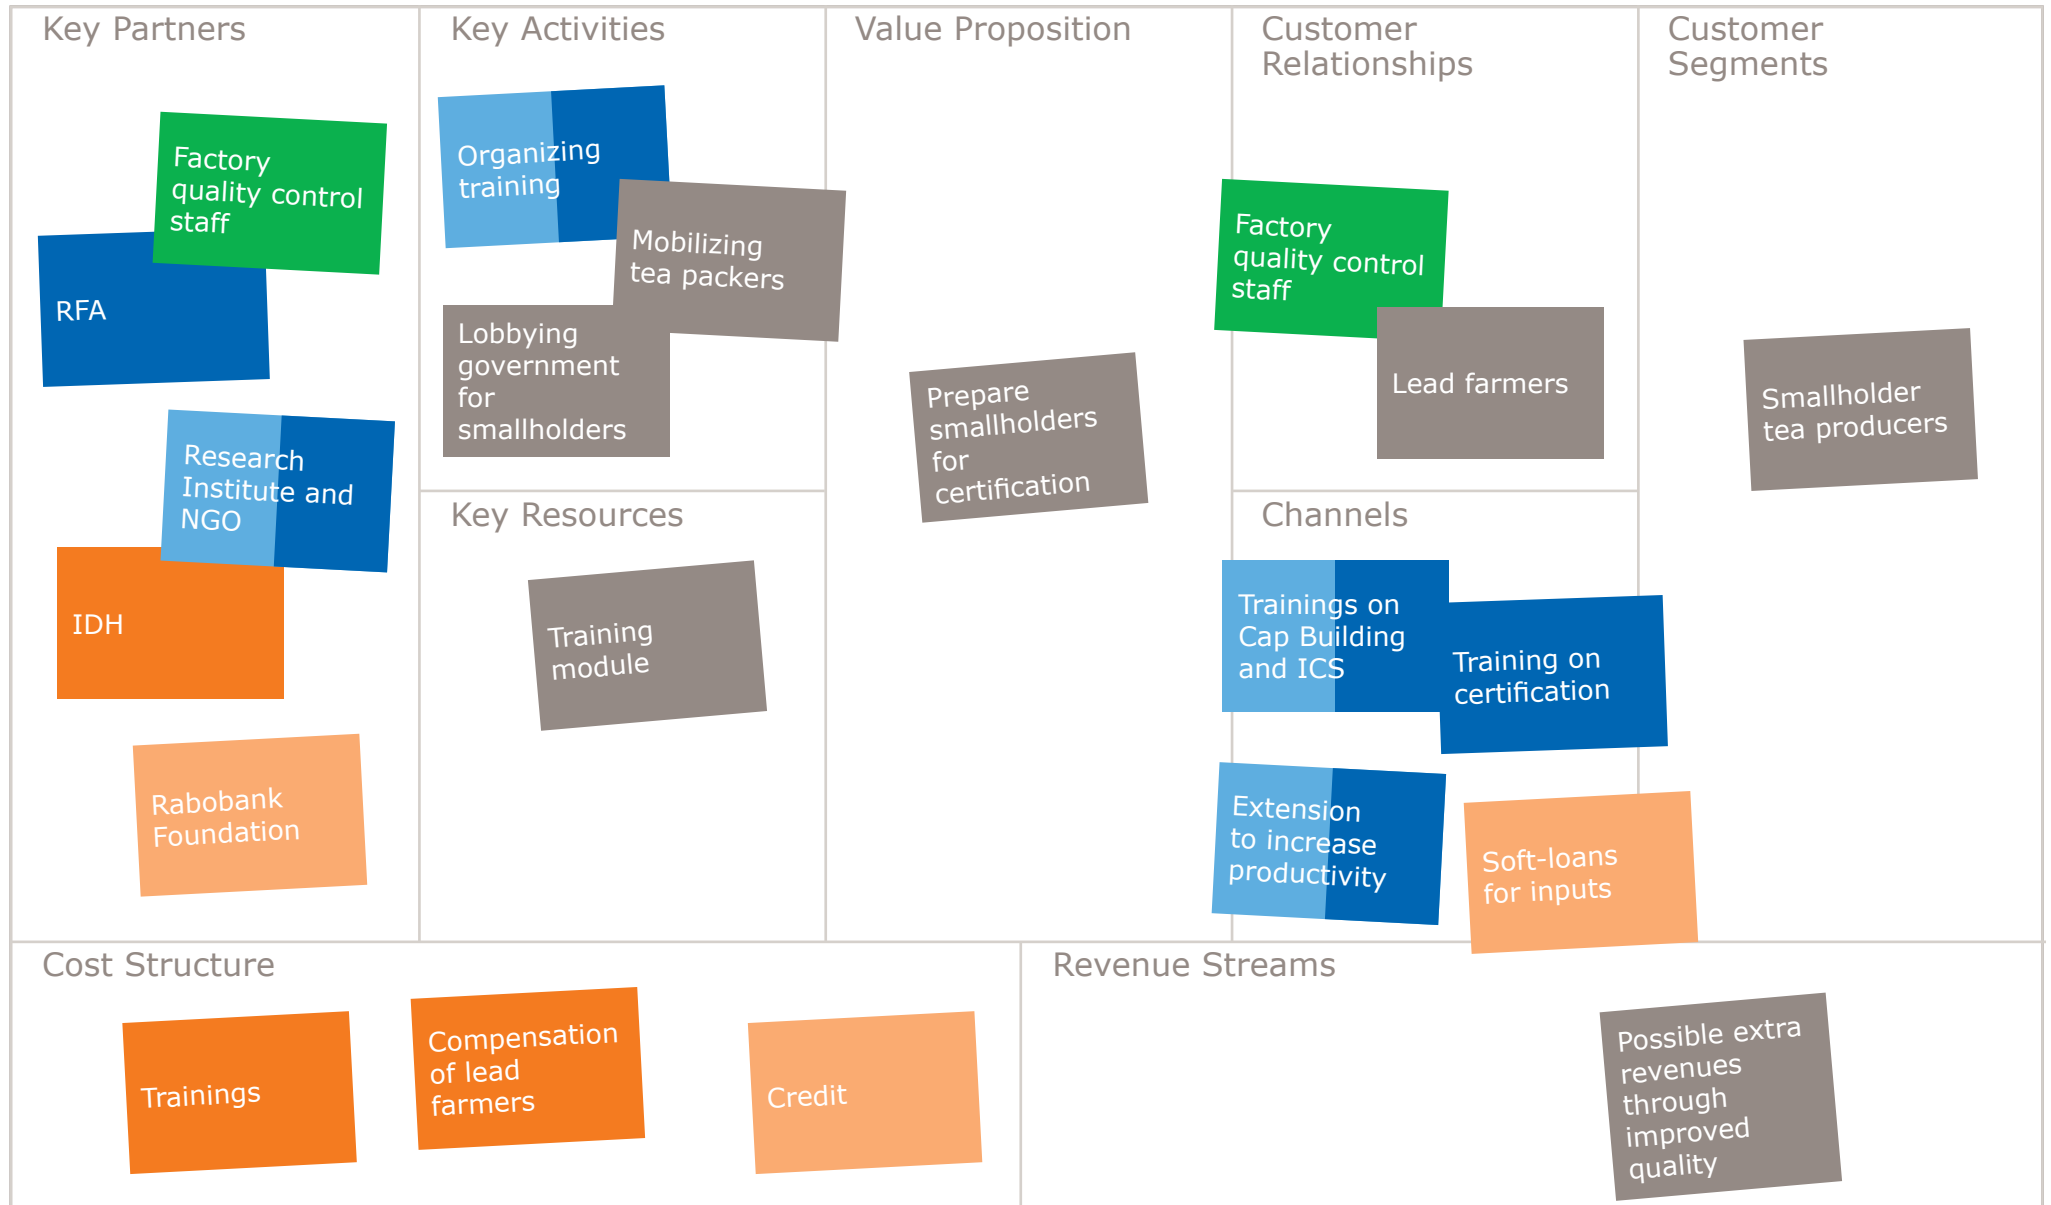 Key Partners
Factory
quality control
staff
RFA
Research
Institute and
NGO
IDH
Rabobank
Foundation
Key Activities
Organizing
training
Mobilizing
tea packers
Lobbying
government
for
smallholders
Key Resources
Training
module
Value Proposition
Prepare
smallholders
for
certification
Customer
Relationships
Factory
quality control
staff
Lead farmers
Channels
Trainings on
Cap Building
and ICS
Training on
certification
Extension
to increase
productivity
Soft-loans
for inputs
Customer
Segments
Smallholder
tea producers
Cost Structure
Trainings
Compensation
of lead
farmers
Credit
Revenue Streams
Possible extra
revenues
through
improved
quality